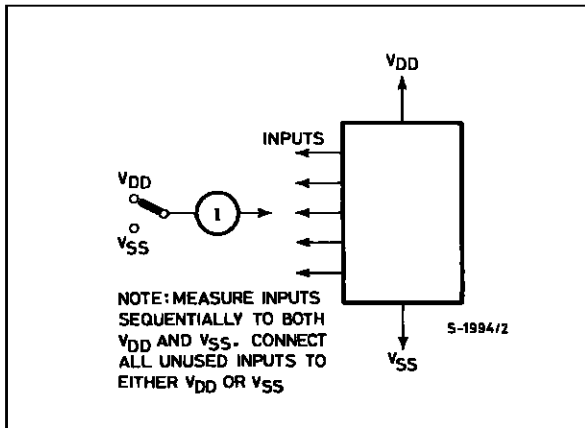 VDD
INPUTS
VDD
I
VSS
NOTE: MEASURE INPUTS
SEQUENTIALLY TO BOTH
VDD AND VSS. CONNECT
ALL UNUSED INPUTS TO
EITHER VDD OR VSS
S-1994/2
VSS